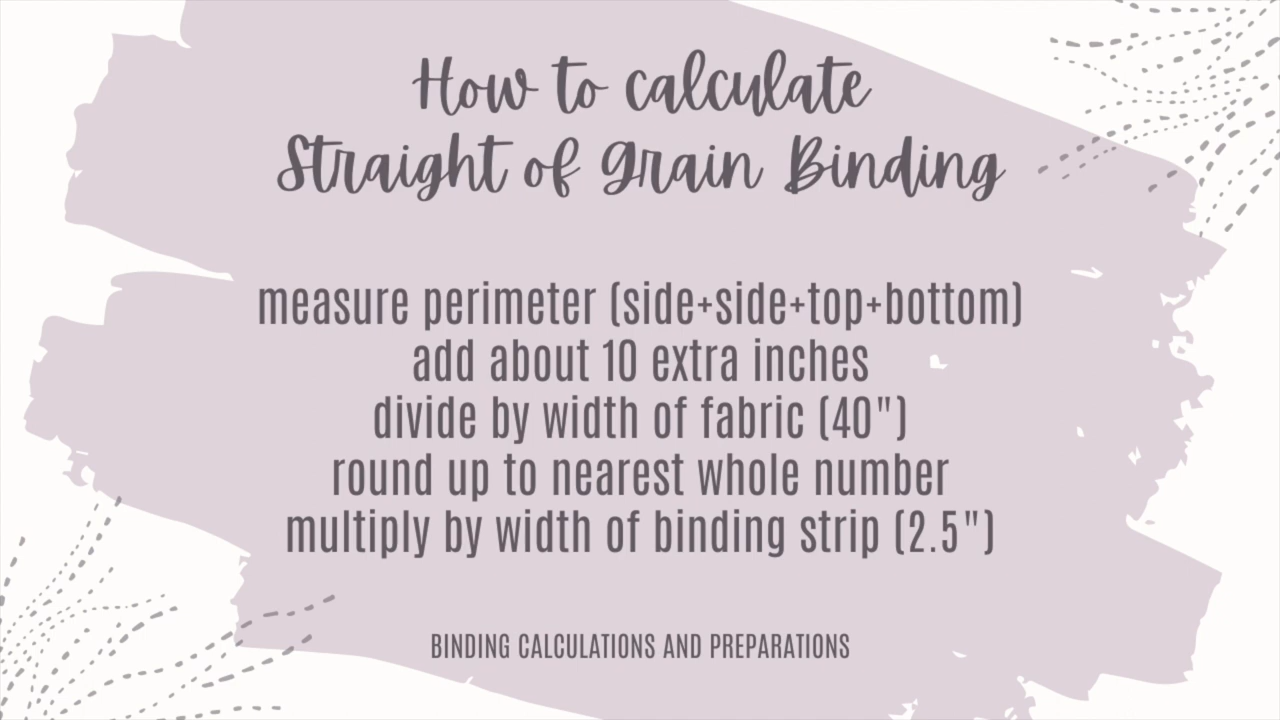 How to calculate
Straight of Grain Binding
measure perimeter (side+side+top+bottom)
add about 10 extra inches
divide by width of fabric (40")
round up to nearest whole number
multiply by width of binding strip (2.5")
BINDING CALCULATIONS AND PREPARATIONS